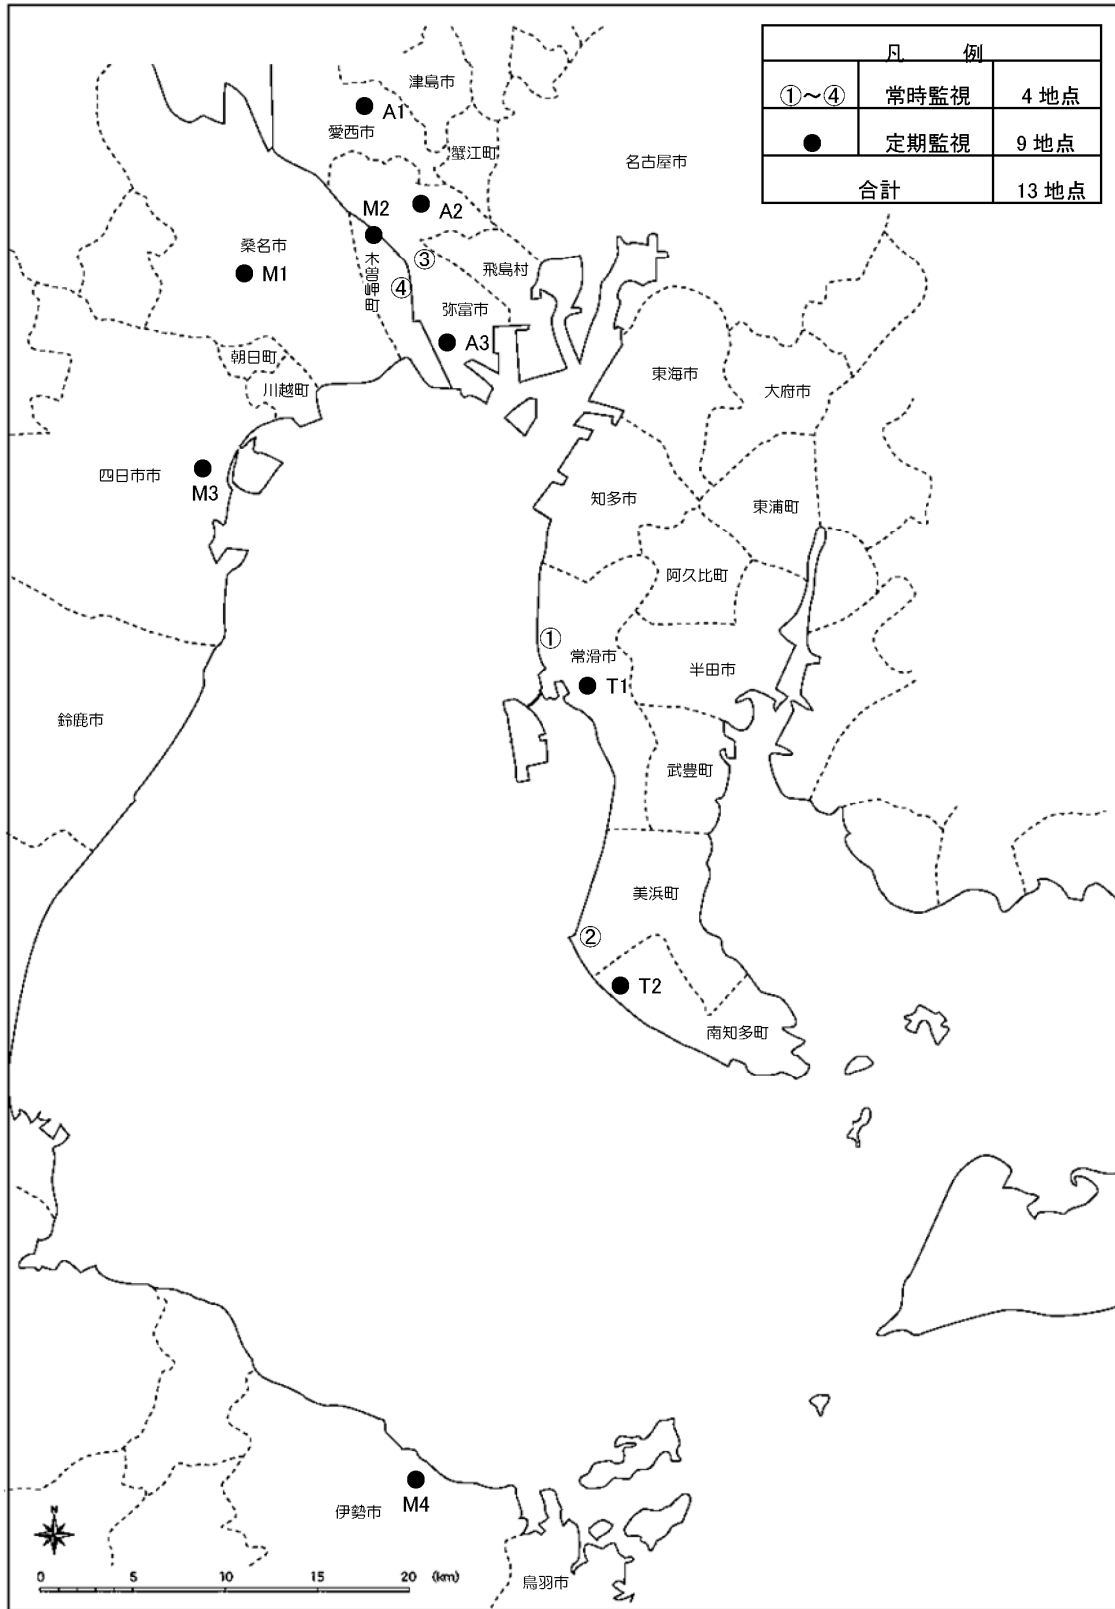 凡 例
①～④ 常時監視 4地点
● 定期監視 9地点
合計 13地点
津島市
A1
愛西市
蟹江町
名古屋市
M2
A2
桑名市
M1
木曽岬町
③
飛島村
④
弥富市
A3
朝日町
川越町
東海市
大府市
四日市市
M3
知多市
東浦町
阿久比町
①
常滑市
半田市
T1
鈴鹿市
武豊町
美浜町
②
T2
南知多町
M4
伊勢市
鳥羽市
N
0 5 10 15 20 (km)